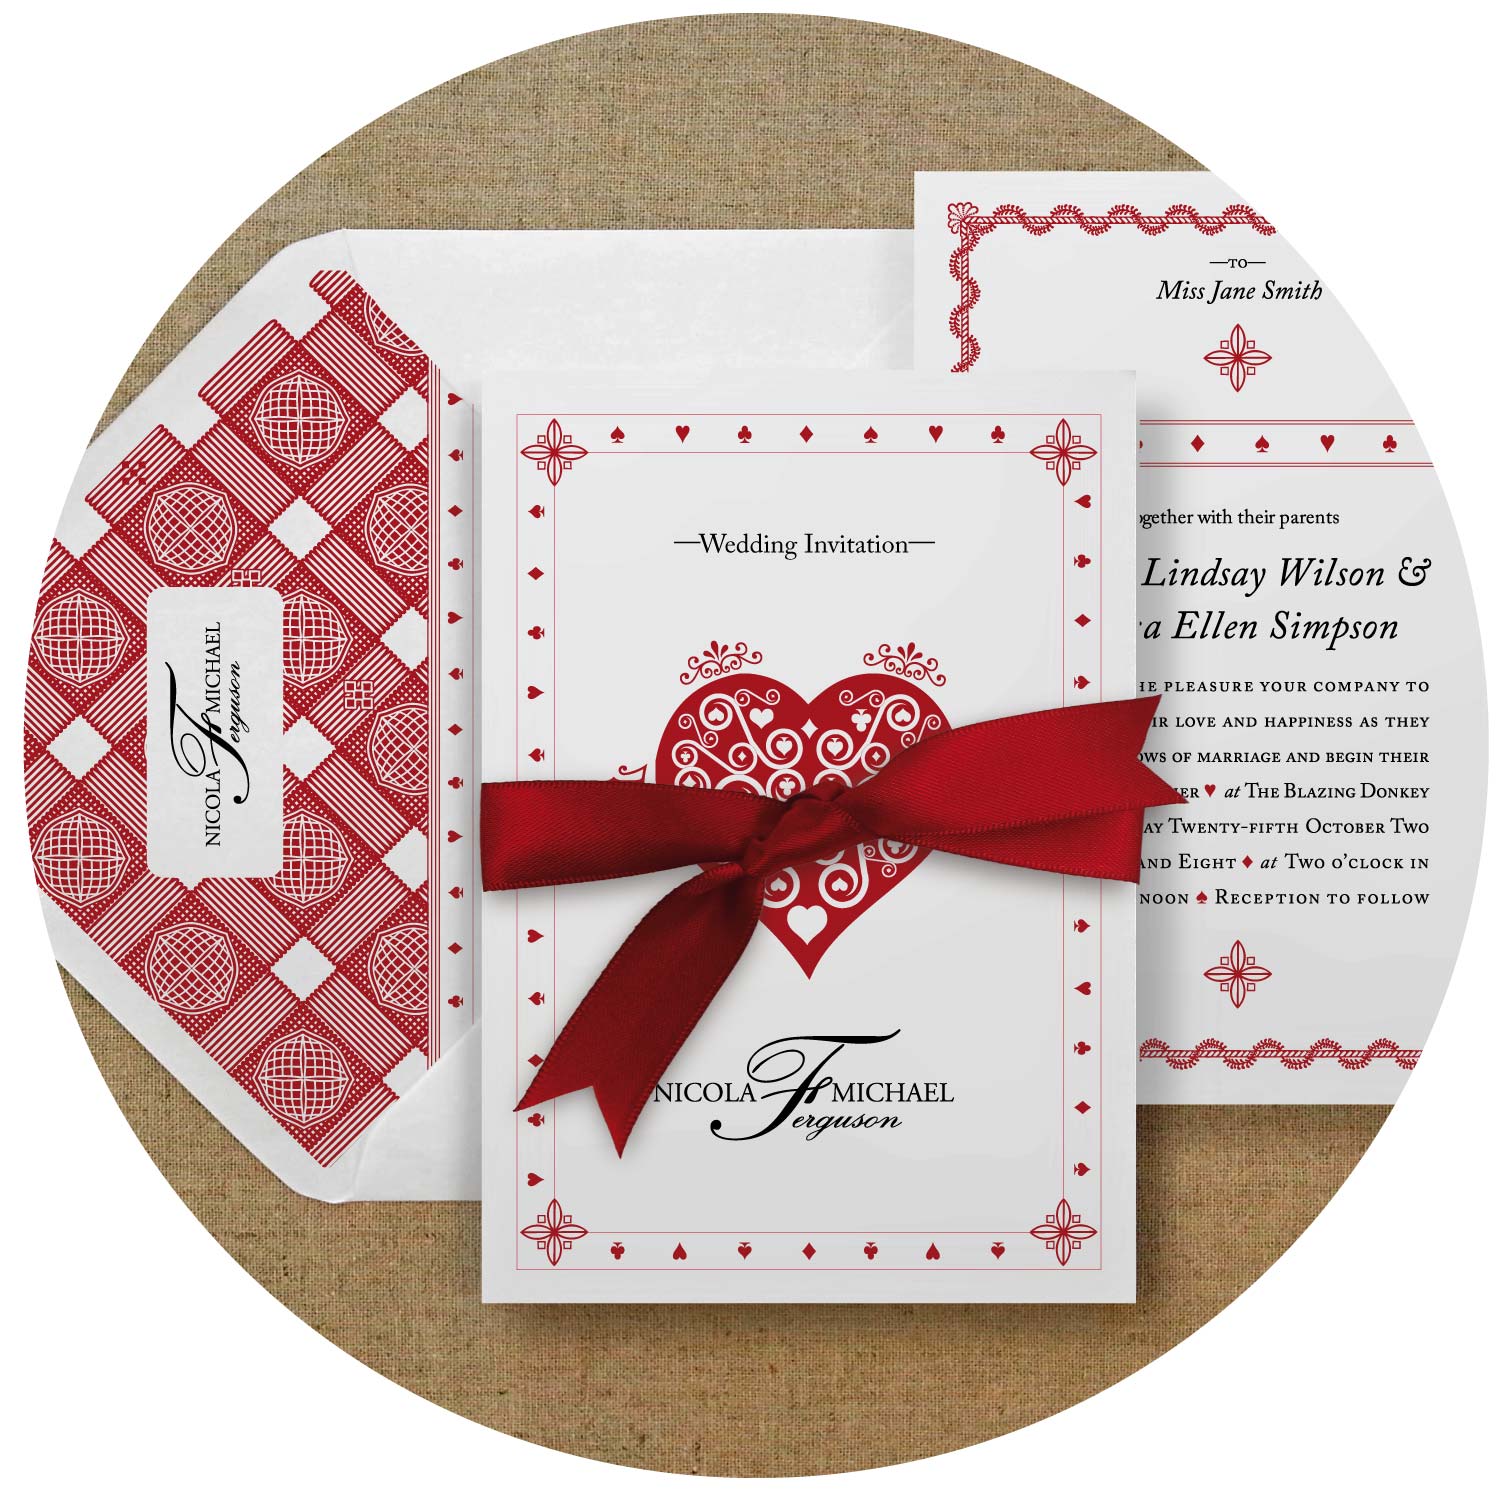 NICOLA F MICHAEL
Ferguson
—Wedding Invitation—
NICOLA F MICHAEL
Ferguson
—TO—
Miss Jane Smith
ogether with their parents
Lindsay Wilson &
a Ellen Simpson
HE PLEASURE YOUR COMPANY TO
IR LOVE AND HAPPINESS AS THEY
OWS OF MARRIAGE AND BEGIN THEIR
HER ♥ at THE BLAZING DONKEY
AY TWENTY-FIFTH OCTOBER TWO
AND EIGHT ♦ at TWO O'CLOCK IN
NOON ♠ RECEPTION TO FOLLOW